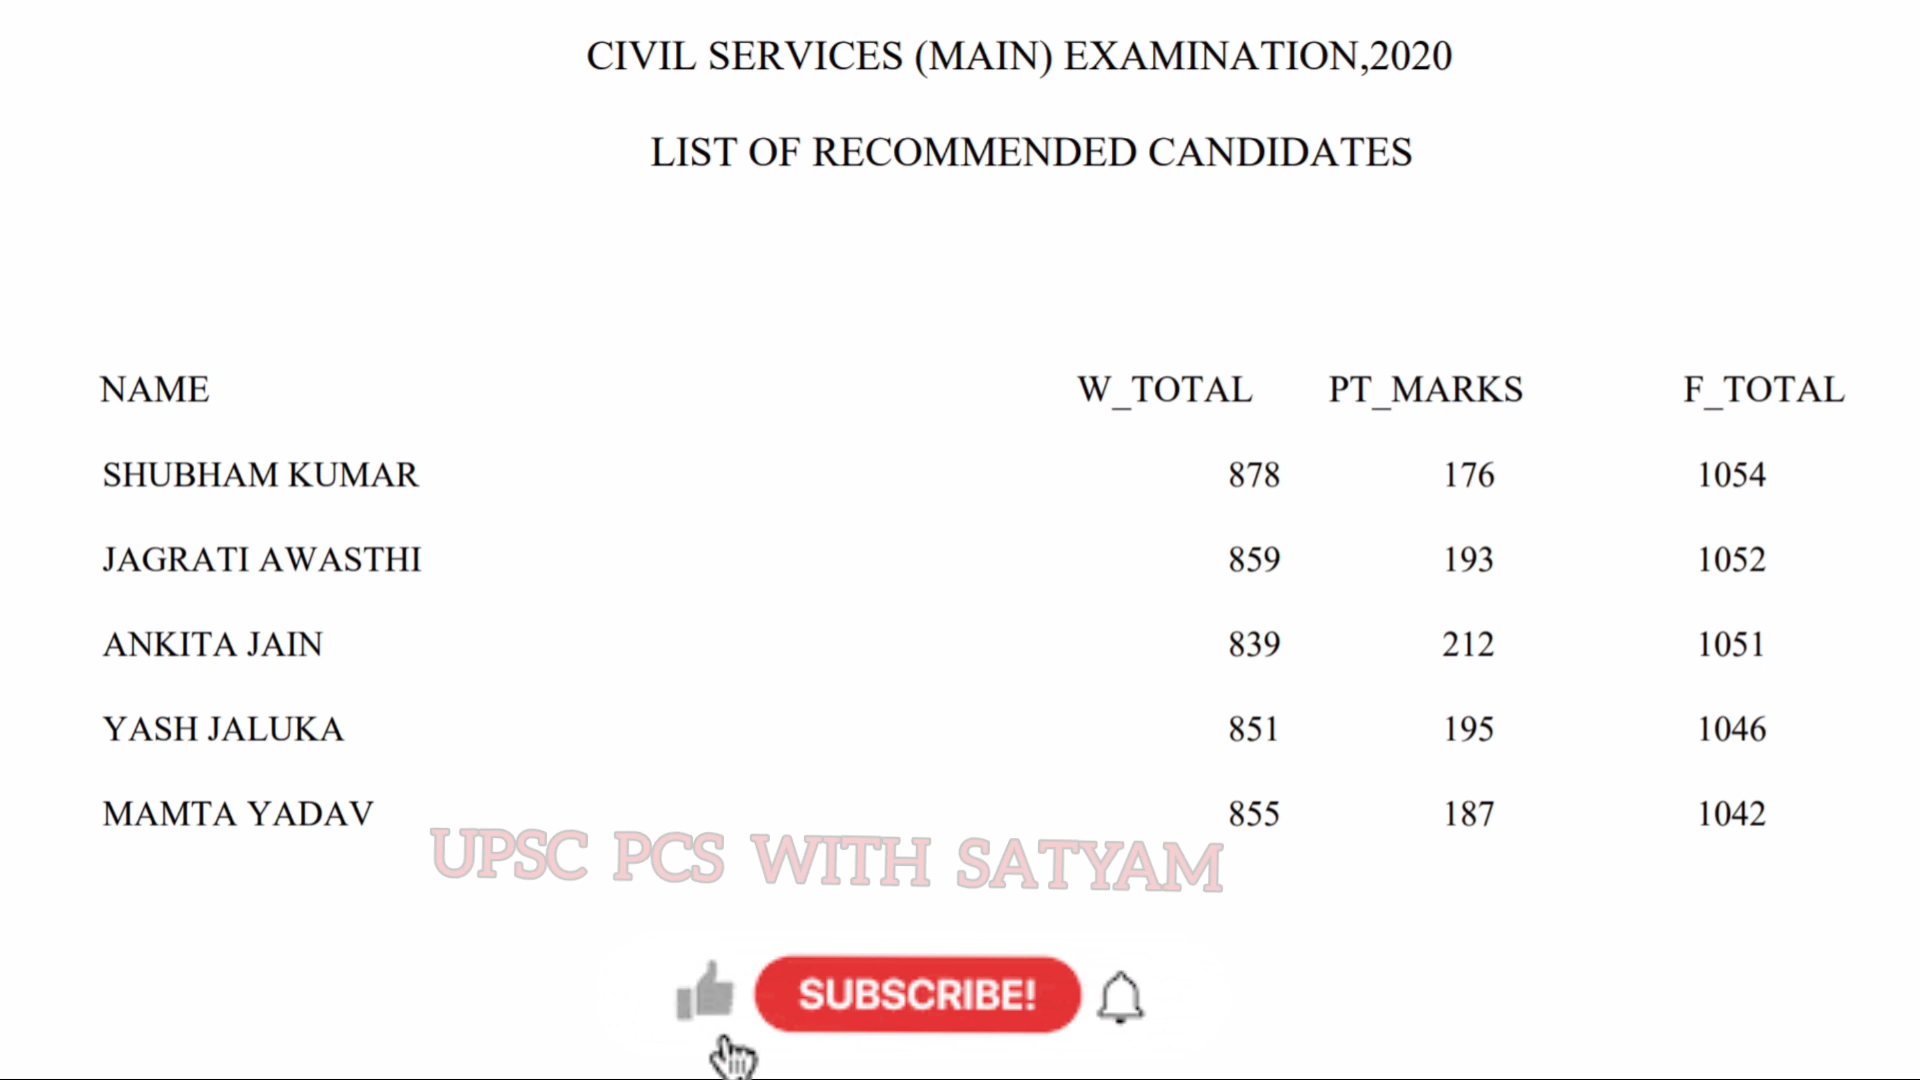 CIVIL SERVICES (MAIN) EXAMINATION,2020
LIST OF RECOMMENDED CANDIDATES
NAME W_TOTAL PT_MARKS F_TOTAL
SHUBHAM KUMAR 878 176 1054
JAGRATI AWASTHI 859 193 1052
ANKITA JAIN 839 212 1051
YASH JALUKA 851 195 1046
MAMTA YADAV 855 187 1042
UPSC PCS WITH SATYAM
SUBSCRIBE!